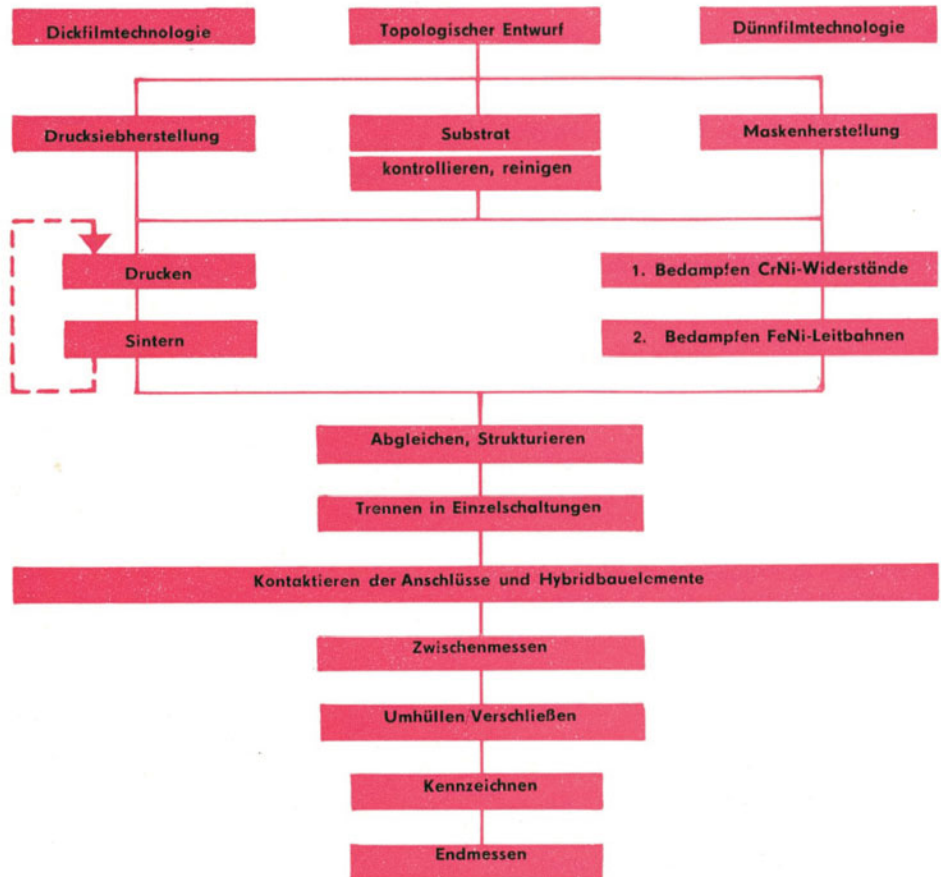 Dickfilmtechnologie
Topologischer Entwurf
Dünnfilmtechnologie
Drucksiebherstellung
Substrat
kontrollieren, reinigen
Maskenherstellung
Drucken
Sintern
1. Bedampfen CrNi-Widerstände
2. Bedampfen FeNi-Leitbahnen
Abgleichen, Strukturieren
Trennen in Einzelschaltungen
Kontaktieren der Anschlüsse und Hybridbauelemente
Zwischenmessen
Umhüllen Verschließen
Kennzeichnen
Endmessen